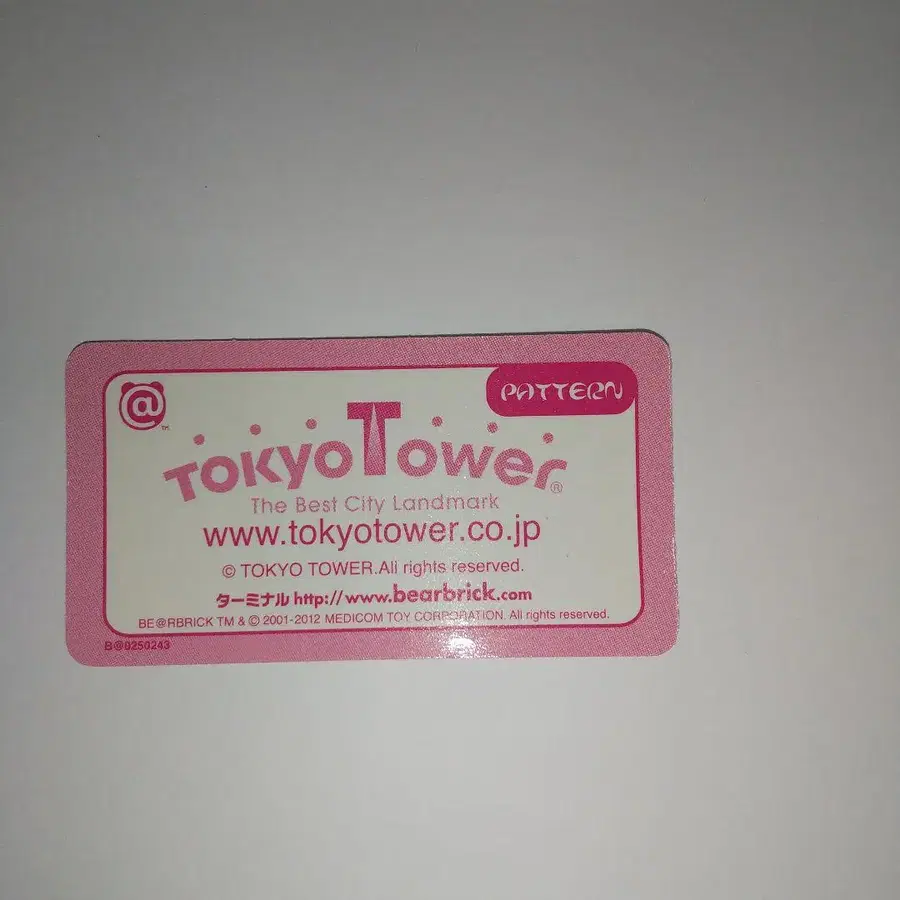 @ TM
PATTERN
TOKYO TOWER®
The Best City Landmark
www.tokyotower.co.jp
© TOKYO TOWER.All rights reserved.
ターミナル http://www.bearbrick.com
BE@RBRICK TM & © 2001-2012 MEDICOM TOY CORPORATION. All rights reserved.
B@0250243